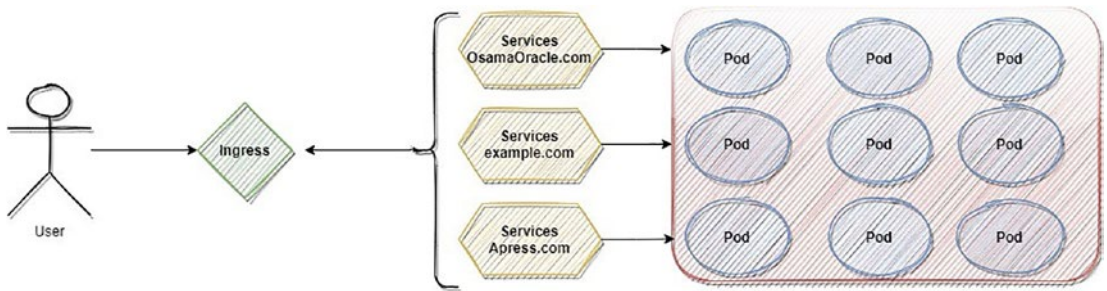 Services
OsamaOracle.com
Pod
Pod
Pod
User
Ingress
Services
example.com
Pod
Pod
Pod
Services
Apress.com
Pod
Pod
Pod